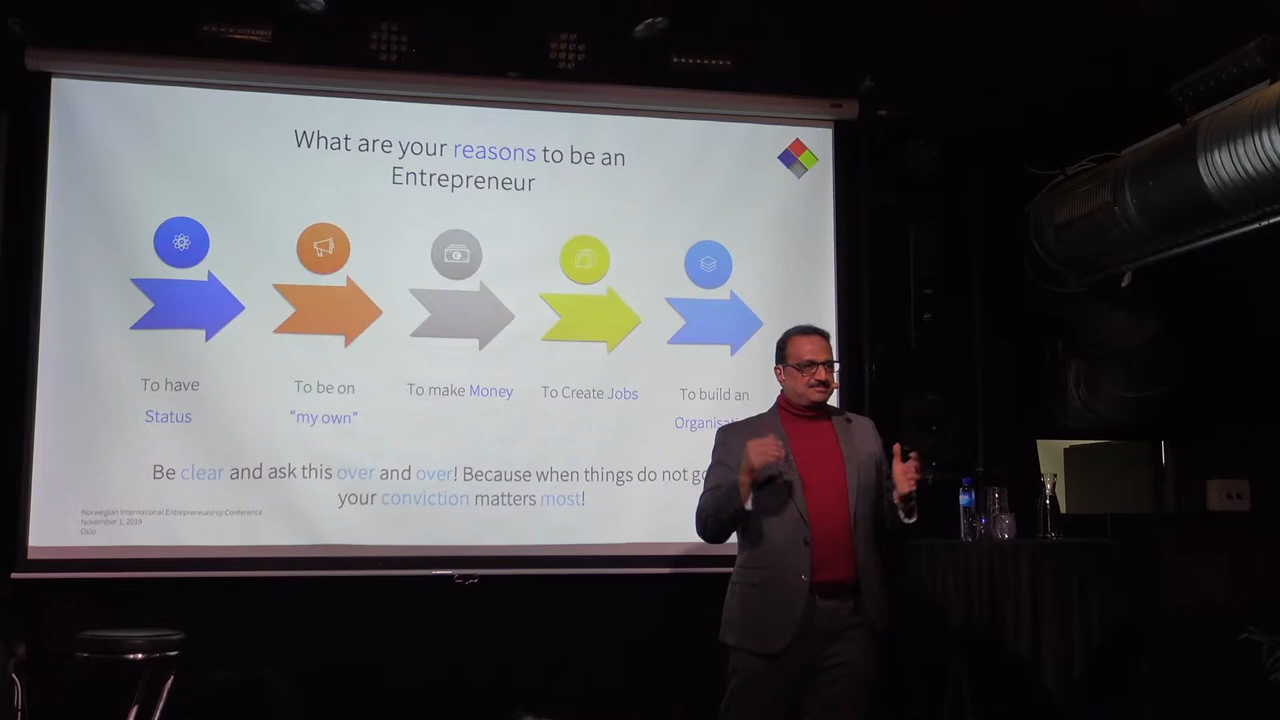 What are your reasons to be an
Entrepreneur
To have
Status
To be on
“my own”
To make Money
To Create Jobs
To build an
Be clear and ask this over and over! Because when things do not go
your conviction matters most!
Norwegian International Entrepreneurship Conference
November 1, 2019
Oslo